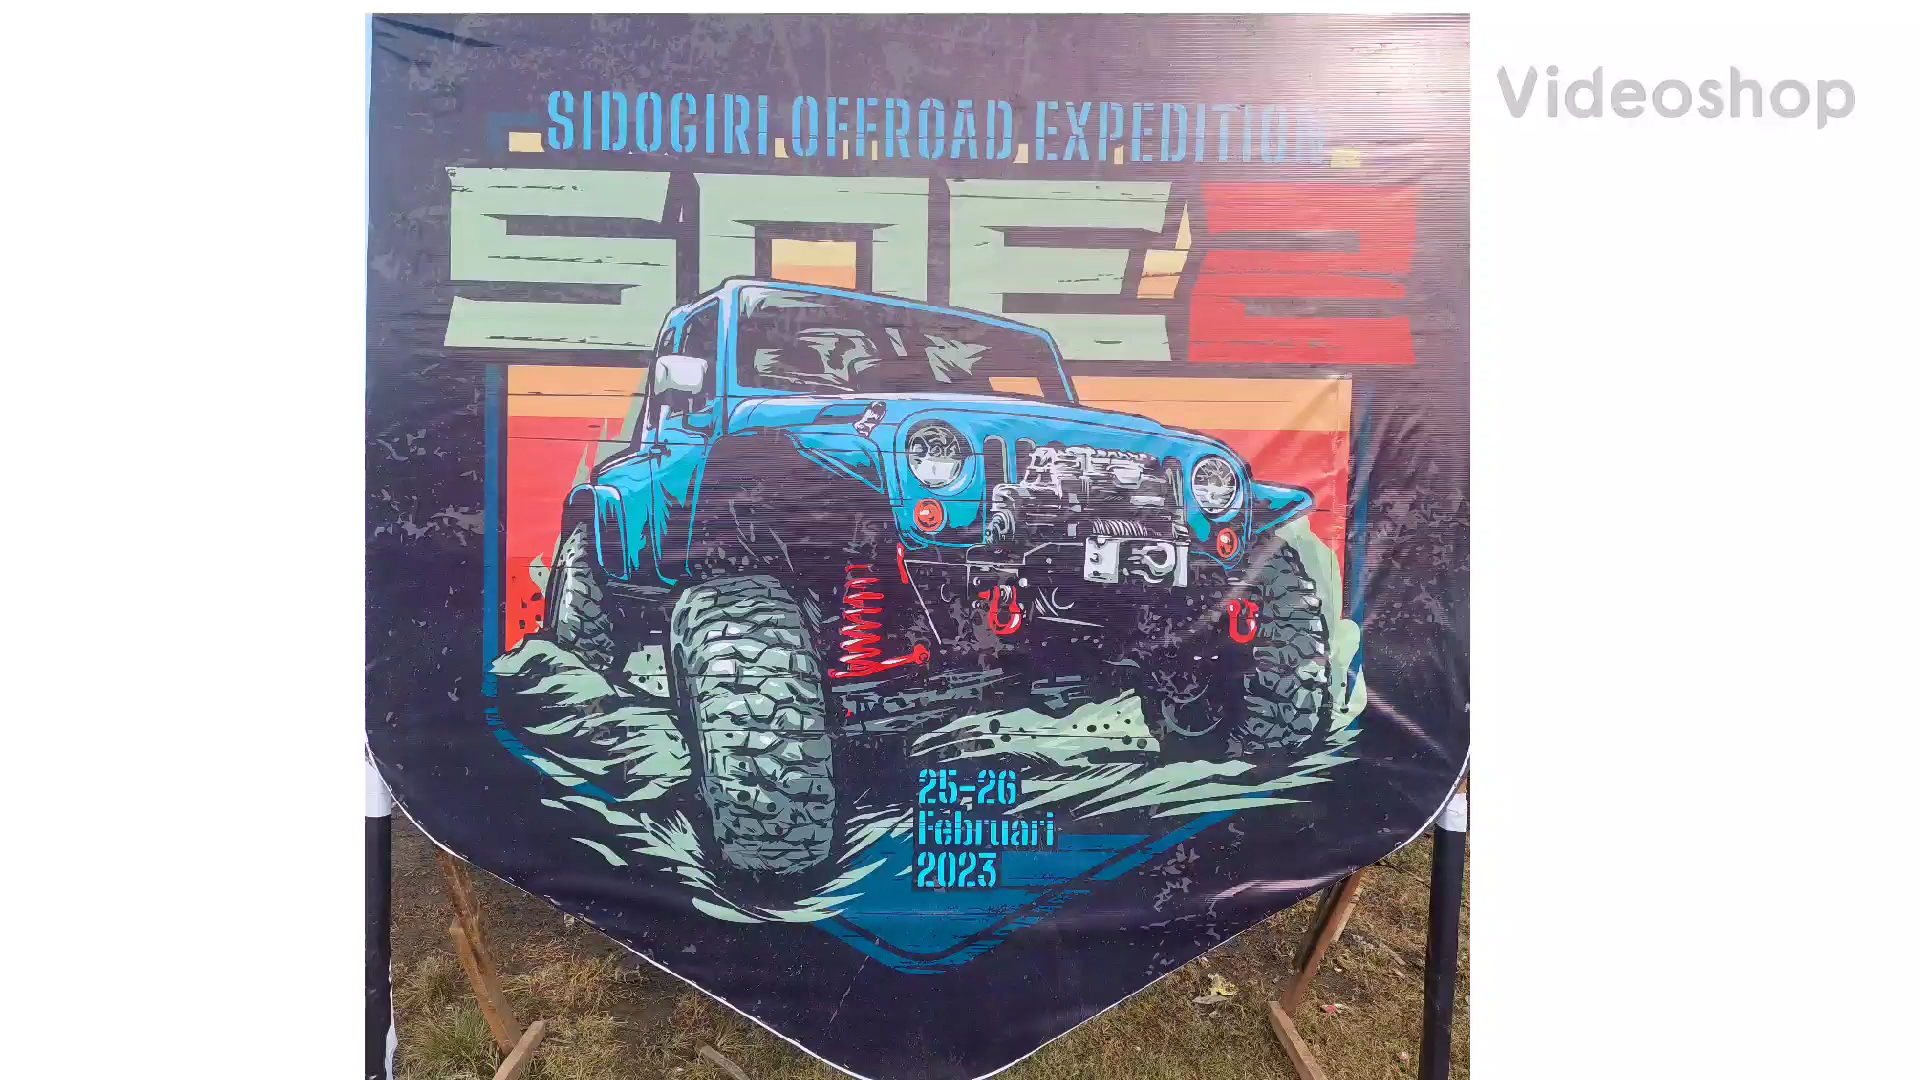 Videoshop
SIDOGIRI OFFROAD EXPEDITION
SOE 2
25-26
Februari
2023